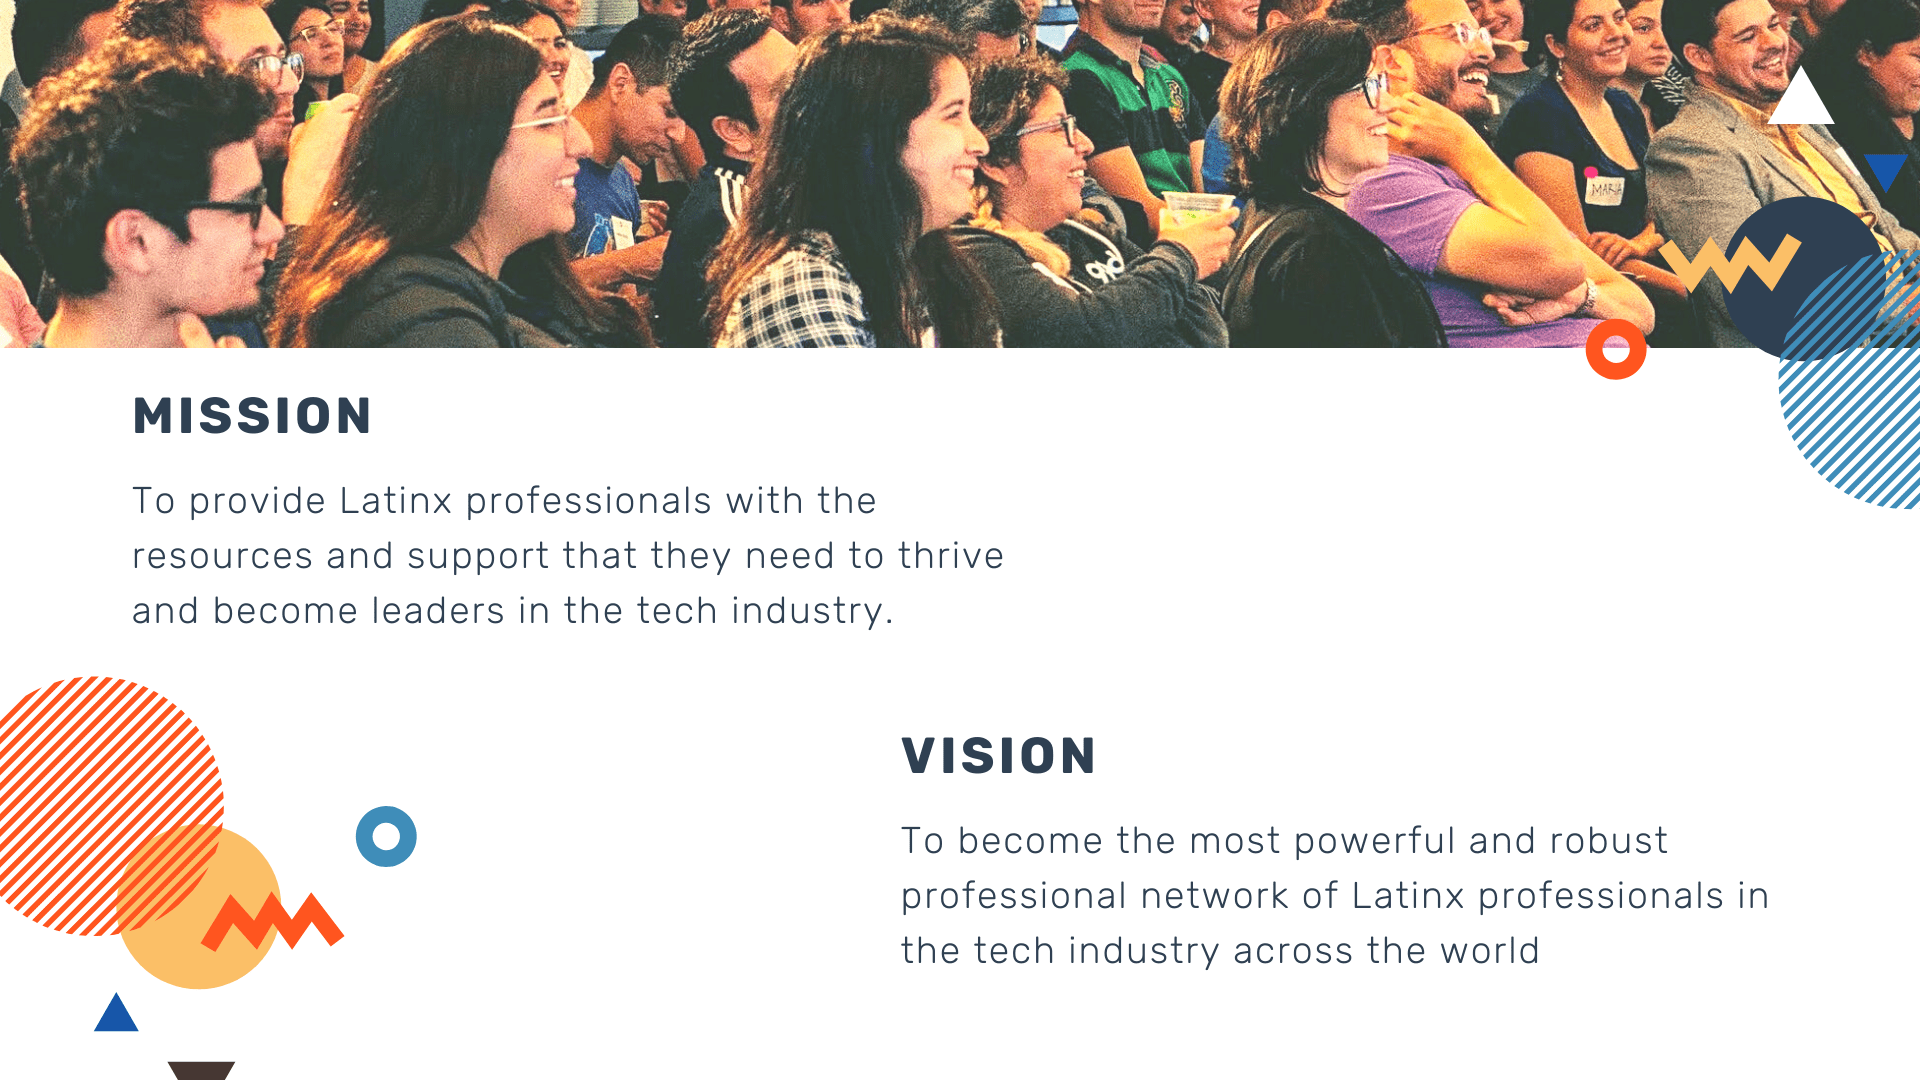 MARIA
MISSION
To provide Latinx professionals with the
resources and support that they need to thrive
and become leaders in the tech industry.
VISION
To become the most powerful and robust
professional network of Latinx professionals in
the tech industry across the world